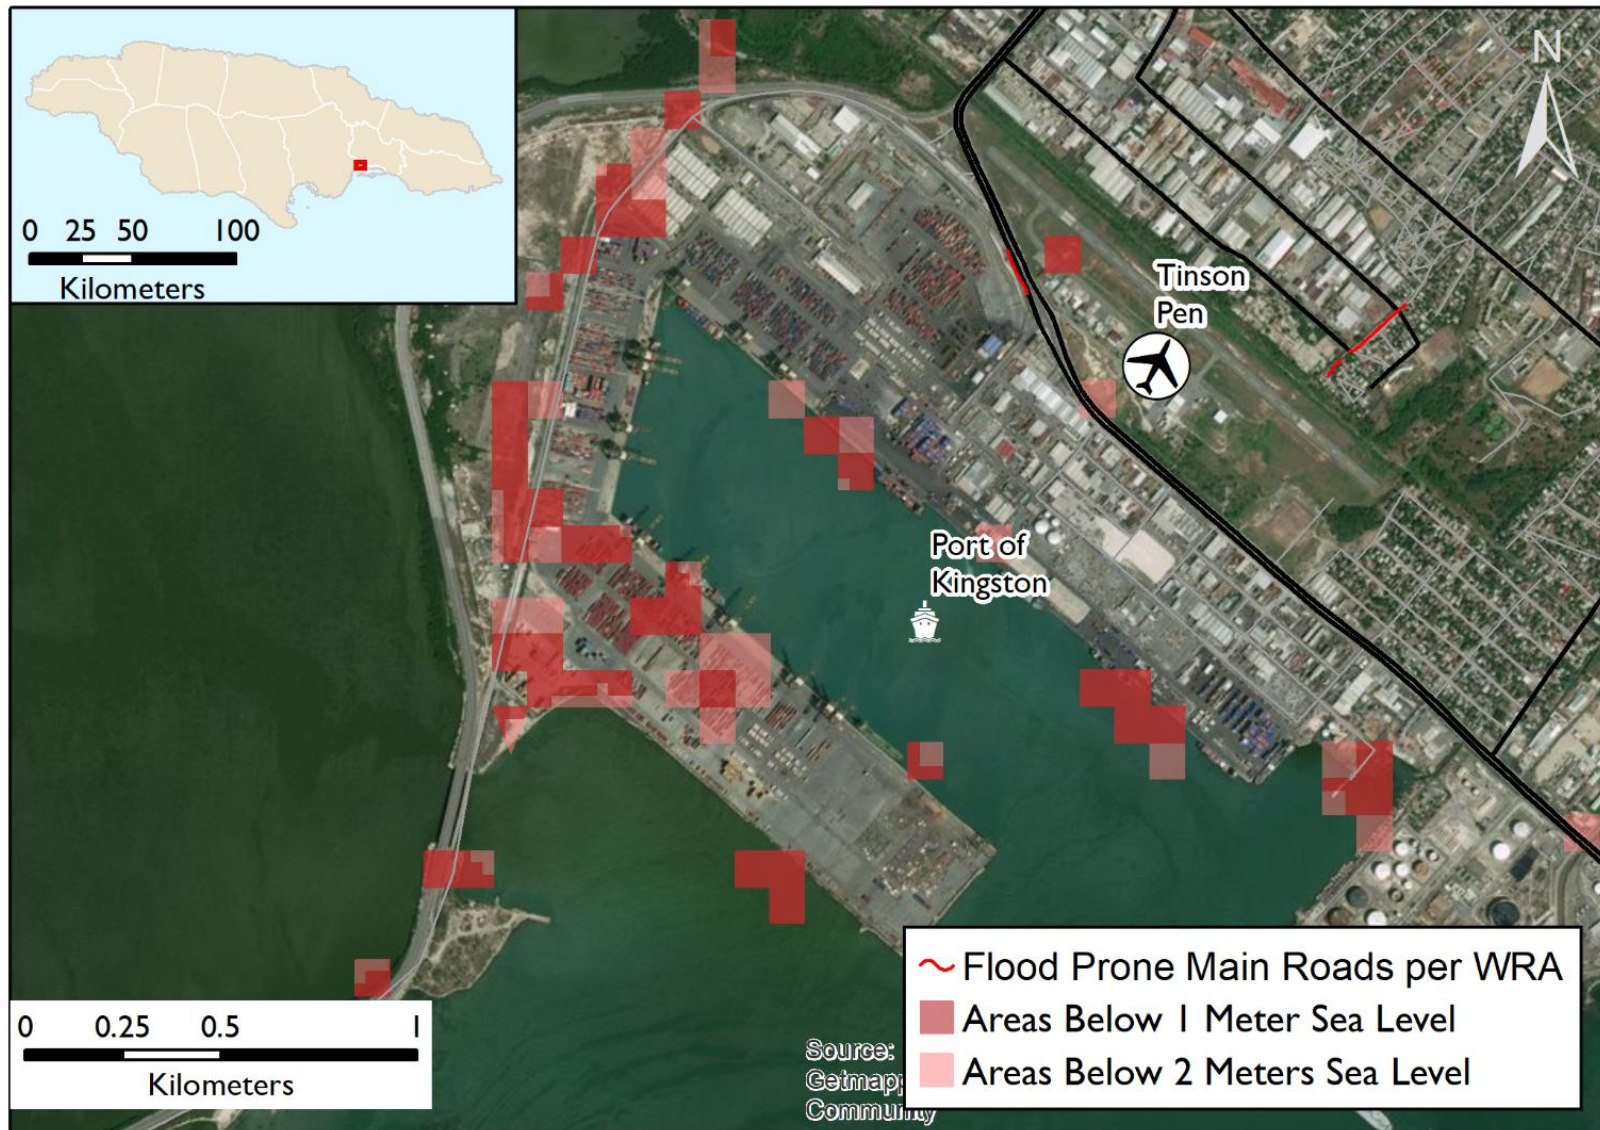 0 25 50 100
Kilometers
N
Tinson
Pen
Port of
Kingston
Flood Prone Main Roads per WRA
Areas Below 1 Meter Sea Level
Areas Below 2 Meters Sea Level
0 0.25 0.5 1
Kilometers
Source:
Community